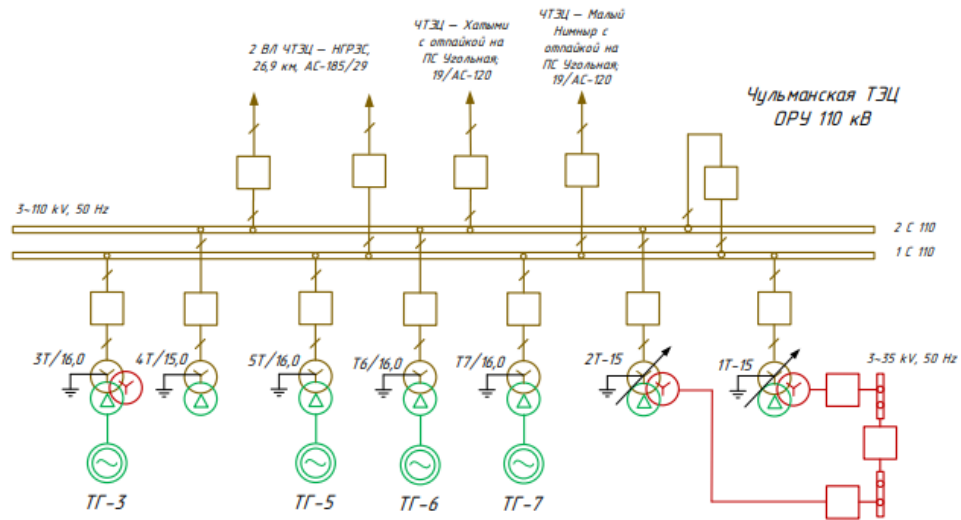 2 ВЛ ЧТЭЦ — НГРЭС,
26,9 км, АС-185/29
ЧТЭЦ — Хатыми
с отпайкой на
ПС Угольная,
19/АС-120
ЧТЭЦ — Малый
Нимныр с
отпайкой на
ПС Угольная,
19/АС-120
Чульманская ТЭЦ
ОРУ 110 кВ
3~110 kV, 50 Hz
2 С 110
1 С 110
3Т/16,0
4Т/15,0
5Т/16,0
Т6/16,0
Т7/16,0
2Т-15
1Т-15
3~35 kV, 50 Hz
ТГ-3
ТГ-5
ТГ-6
ТГ-7